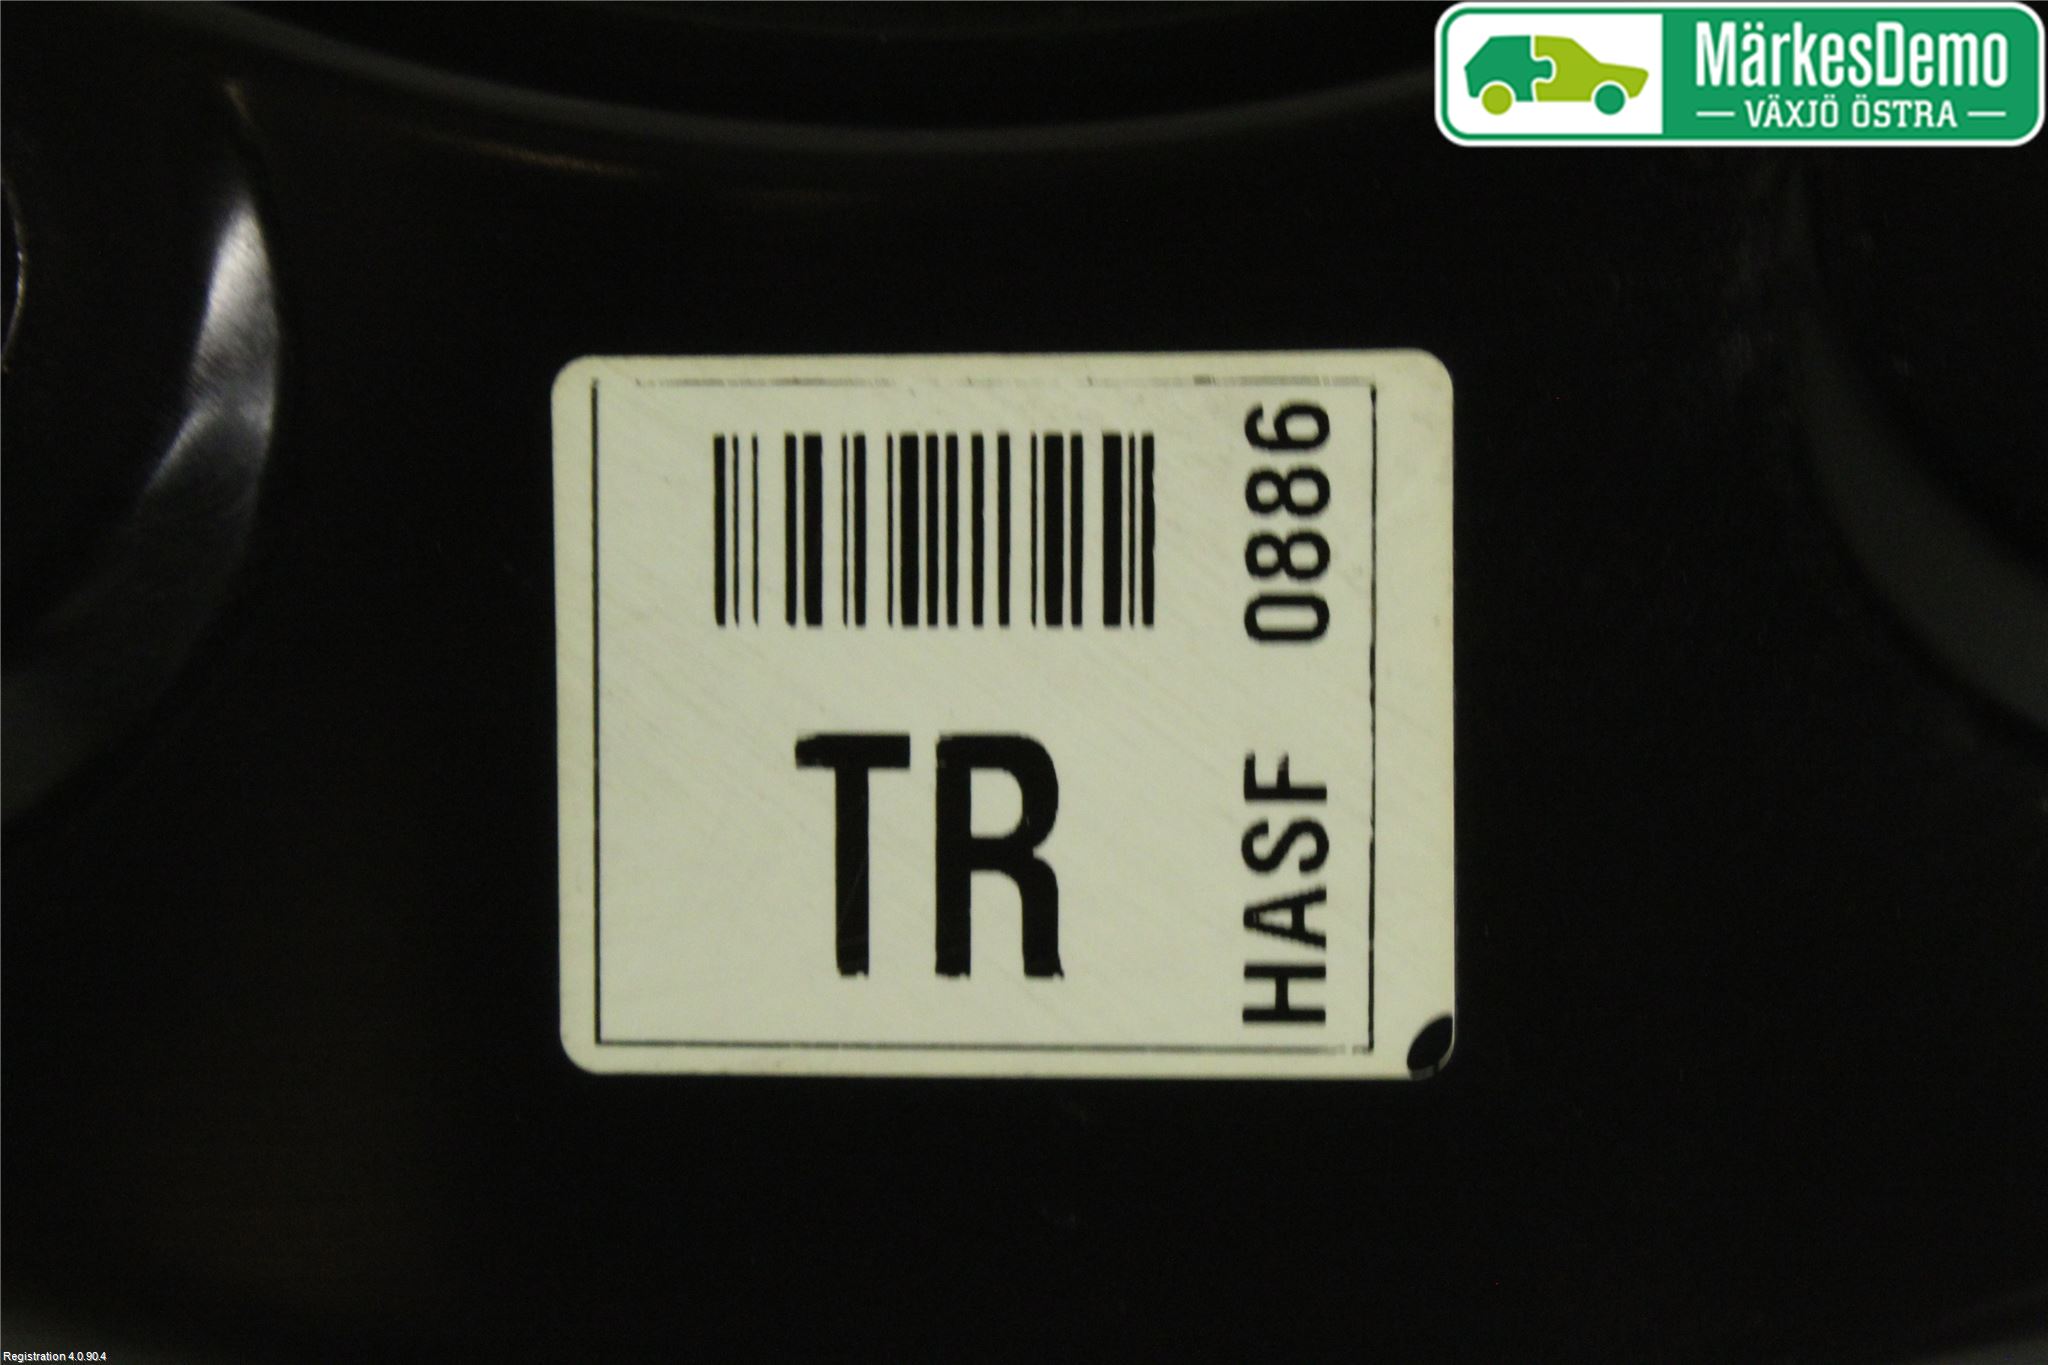 MärkesDemo
VÄXJÖ ÖSTRA
TR
HASF 0886
Registration 4.0.90.4